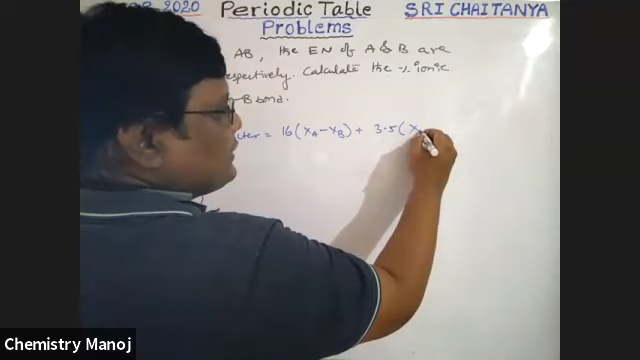 2020 Periodic Table SRI CHAITANYA
Problems
AB, the EN of A & B are
respectively. Calculate the % ionic
B bond.
= 16(XA-XB) + 3.5(X
Chemistry Manoj